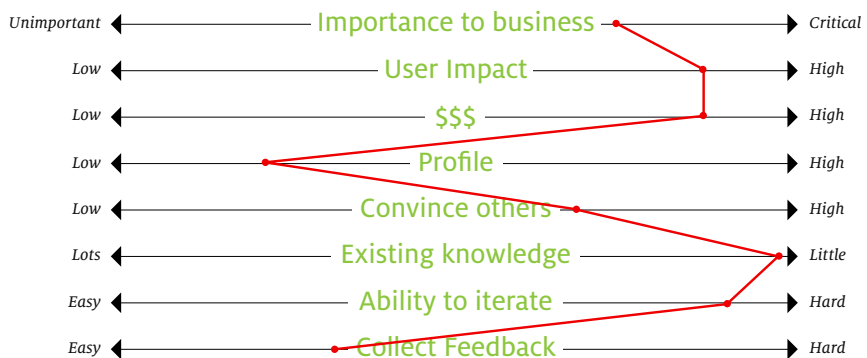 Unimportant Importance to business Critical
Low User Impact High
Low $$$ High
Low Profile High
Low Convince others High
Lots Existing knowledge Little
Easy Ability to iterate Hard
Easy Collect Feedback Hard